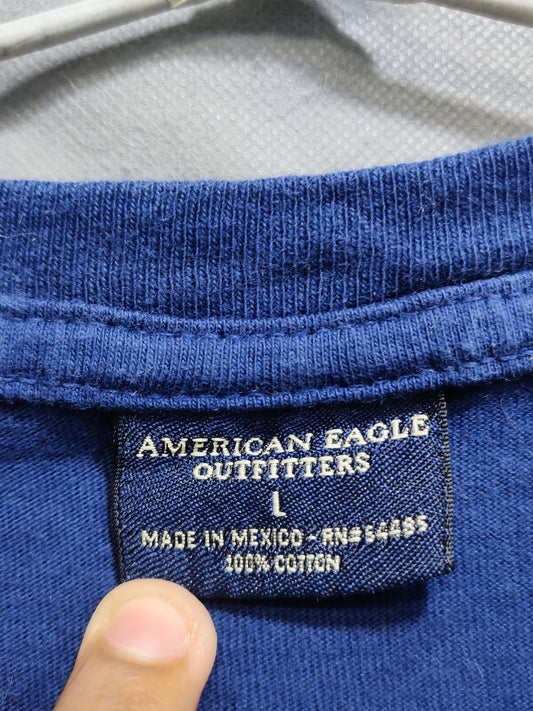 AMERICAN EAGLE
OUTFITTERS
L
MADE IN MEXICO - RN#54485
100% COTTON